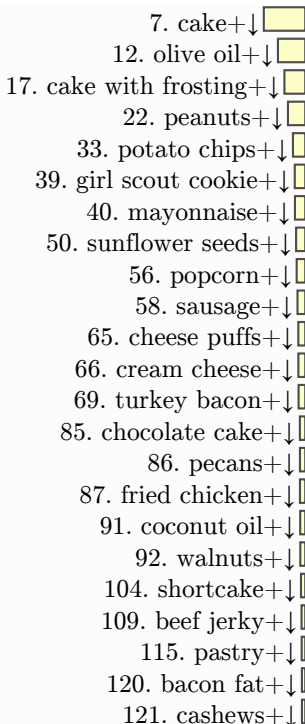 7. cake+↓
12. olive oil+↓
17. cake with frosting+↓
22. peanuts+↓
33. potato chips+↓
39. girl scout cookie+↓
40. mayonnaise+↓
50. sunflower seeds+↓
56. popcorn+↓
58. sausage+↓
65. cheese puffs+↓
66. cream cheese+↓
69. turkey bacon+↓
85. chocolate cake+↓
86. pecans+↓
87. fried chicken+↓
91. coconut oil+↓
92. walnuts+↓
104. shortcake+↓
109. beef jerky+↓
115. pastry+↓
120. bacon fat+↓
121. cashews+↓